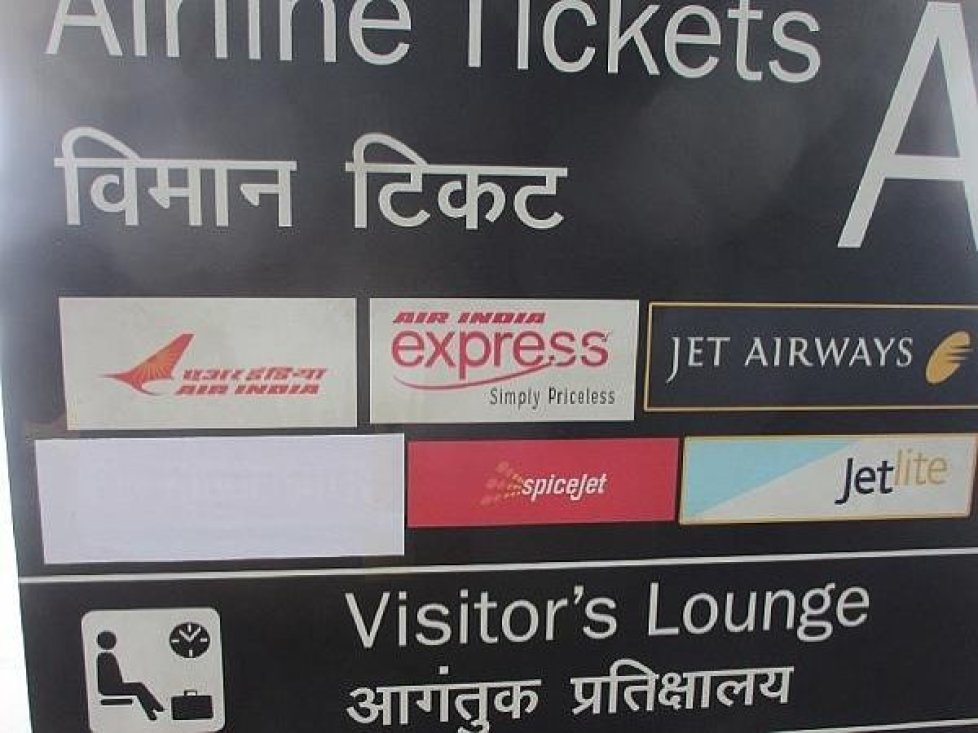 Airline Tickets
A
विमान टिकट
एअर इंडिया
AIR INDIA
AIR INDIA
express
Simply Priceless
JET AIRWAYS
spicejet
Jetlite
Visitor's Lounge
आगंतुक प्रतिक्षालय